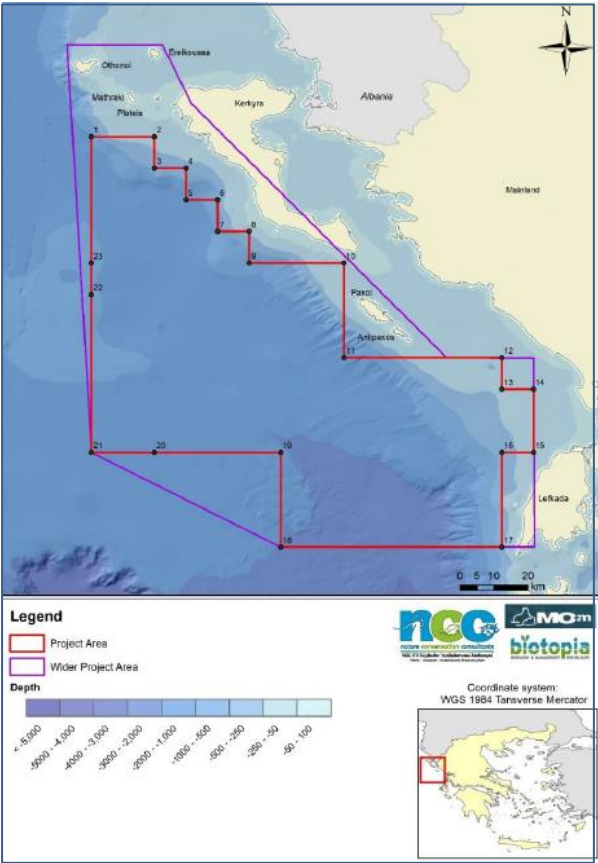 N
Ereikoussa
Othonoi
Albania
Mathraki
Kerkyra
Plateia
1
2
3
4
Mainland
5
6
7
8
9
10
23
22
Paxoi
Antipaxos
11
12
13
14
21
20
19
16
15
Lefkada
18
17
0 5 10 20
km
Legend
Project Area
Wider Project Area
Depth
< -5,000
-5000 - -4,000
-4000 - -3,000
-3000 - -2,000
-2000 - -1,000
-1000 - -500
-500 - -250
-250 - -50
-50 - 100
ncc
nature conservation consultants
MC:m
biotopia
Coordinate system:
WGS 1984 Tansverse Mercator